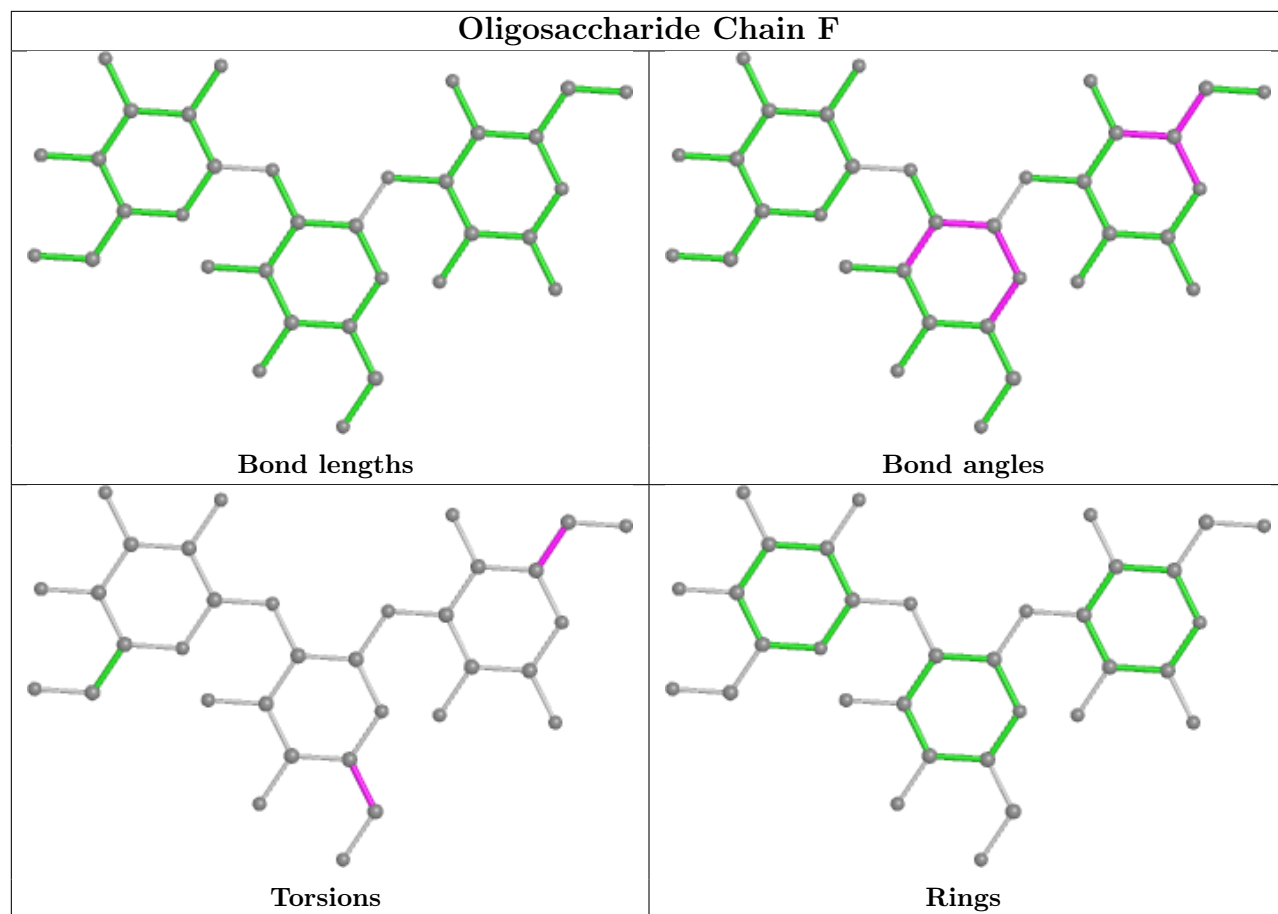 Oligosaccharide Chain F
Bond lengths
Bond angles
Torsions
Rings